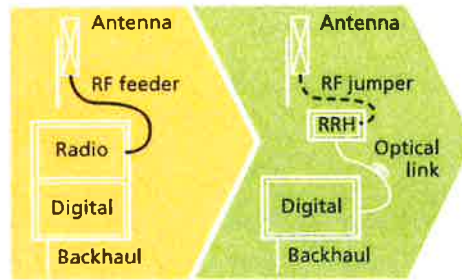 Antenna
RF feeder
Radio
Digital
Backhaul
Antenna
RF jumper
RRH
Optical
link
Digital
Backhaul